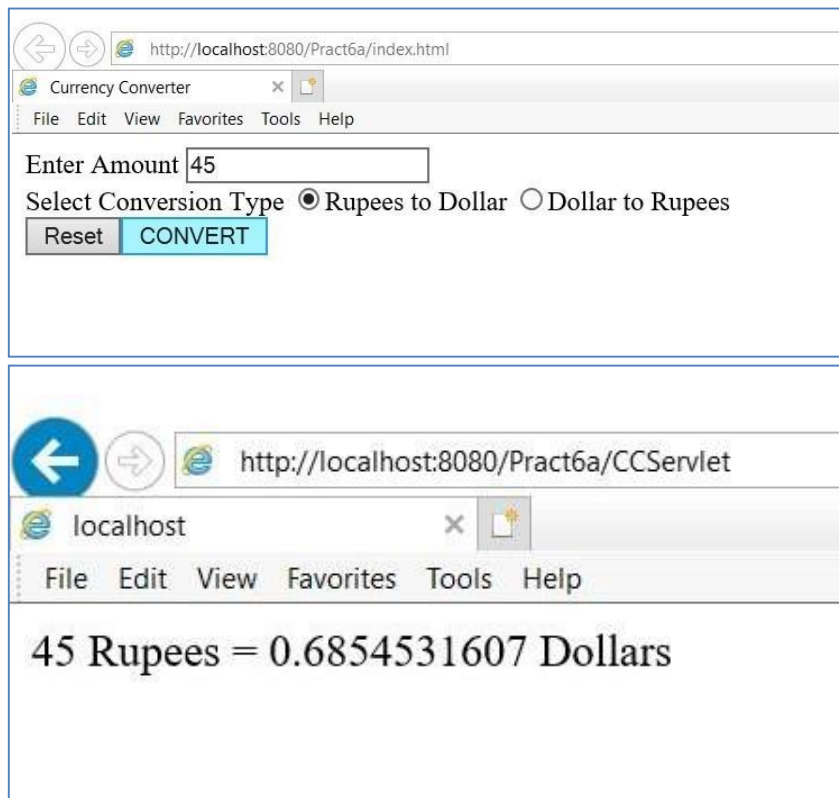 http://localhost:8080/Pract6a/index.html
Currency Converter
File Edit View Favorites Tools Help
Enter Amount 45
Select Conversion Type Rupees to Dollar Dollar to Rupees
Reset CONVERT
http://localhost:8080/Pract6a/CCServlet
localhost
File Edit View Favorites Tools Help
45 Rupees = 0.6854531607 Dollars